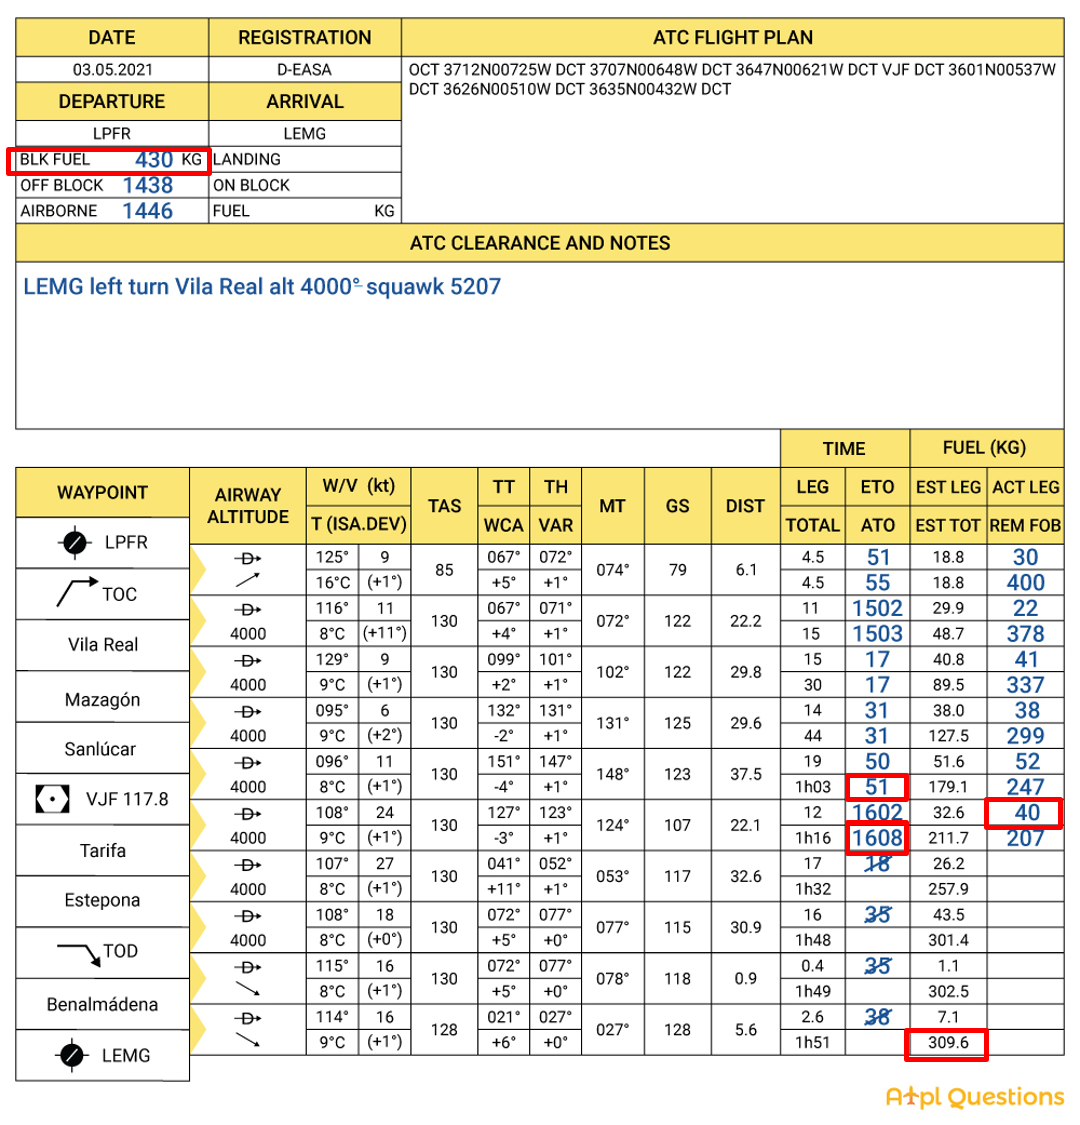 DATE REGISTRATION ATC FLIGHT PLAN
03.05.2021 D-EASA OCT 3712N00725W DCT 3707N00648W DCT 3647N00621W DCT VJF DCT 3601N00537W
DCT 3626N00510W DCT 3635N00432W DCT
DEPARTURE ARRIVAL
LPFR LEMG
BLK FUEL 430 KG LANDING
OFF BLOCK 1438 ON BLOCK
AIRBORNE 1446 FUEL KG
ATC CLEARANCE AND NOTES
LEMG left turn Vila Real alt 4000° squawk 5207
TIME FUEL (KG)
WAYPOINT AIRWAY ALTITUDE W/V (kt) TAS TT TH MT GS DIST LEG ETO EST LEG ACT LEG
T (ISA.DEV) WCA VAR TOTAL ATO EST TOT REM FOB
LPFR
125° 9 85 067° 072° 074° 79 6.1 4.5 51 18.8 30
16°C (+1°) +5° +1° 4.5 55 18.8 400
TOC
116° 11 130 067° 071° 072° 122 22.2 11 1502 29.9 22
4000 8°C (+11°) +4° +1° 15 1503 48.7 378
Vila Real
129° 9 130 099° 101° 102° 122 29.8 15 17 40.8 41
4000 9°C (+1°) +2° +1° 30 17 89.5 337
Mazagón
095° 6 130 132° 131° 131° 125 29.6 14 31 38.0 38
4000 9°C (+2°) -2° +1° 44 31 127.5 299
Sanlúcar
096° 11 130 151° 147° 148° 123 37.5 19 50 51.6 52
4000 8°C (+1°) -4° +1° 1h03 51 179.1 247
VJF 117.8
108° 24 130 127° 123° 124° 107 22.1 12 1602 32.6 40
4000 9°C (+1°) -3° +1° 1h16 1608 211.7 207
Tarifa
107° 27 130 041° 052° 053° 117 32.6 17 18 26.2
4000 8°C (+1°) +11° +1° 1h32 257.9
Estepona
108° 18 130 072° 077° 077° 115 30.9 16 35 43.5
4000 8°C (+0°) +5° +0° 1h48 301.4
TOD
115° 16 130 072° 077° 078° 118 0.9 0.4 35 1.1
8°C (+1°) +5° +0° 1h49 302.5
Benalmádena
114° 16 128 021° 027° 027° 128 5.6 2.6 38 7.1
9°C (+1°) +6° +0° 1h51 309.6
LEMG
Atpl Questions